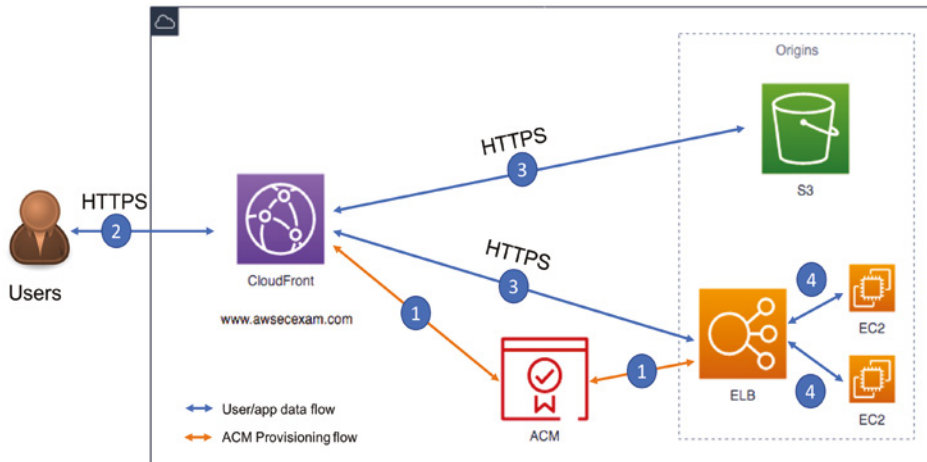 Origins
HTTPS
3
S3
HTTPS
2
Users
CloudFront
www.awsecexam.com
HTTPS
3
4
EC2
1
1
ELB
4
EC2
ACM
User/app data flow
ACM Provisioning flow